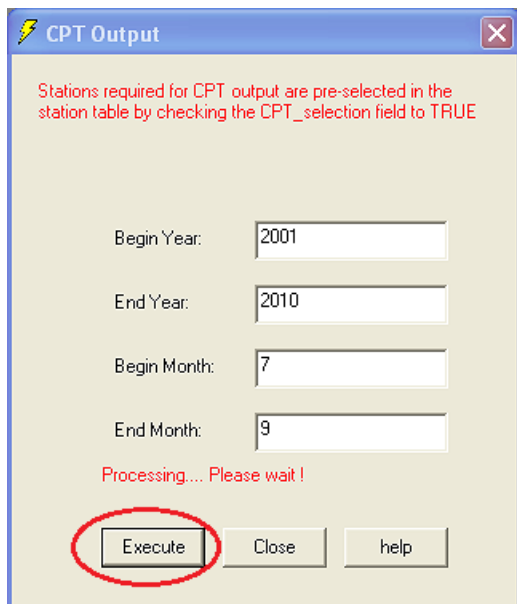 CPT Output
Stations required for CPT output are pre-selected in the
station table by checking the CPT_selection field to TRUE
Begin Year: 2001
End Year: 2010
Begin Month: 7
End Month: 9
Processing.... Please wait !
Execute Close help